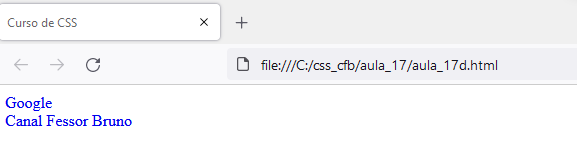 Curso de CSS
file:///C:/css_cfb/aula_17/aula_17d.html
Google
Canal Fessor Bruno